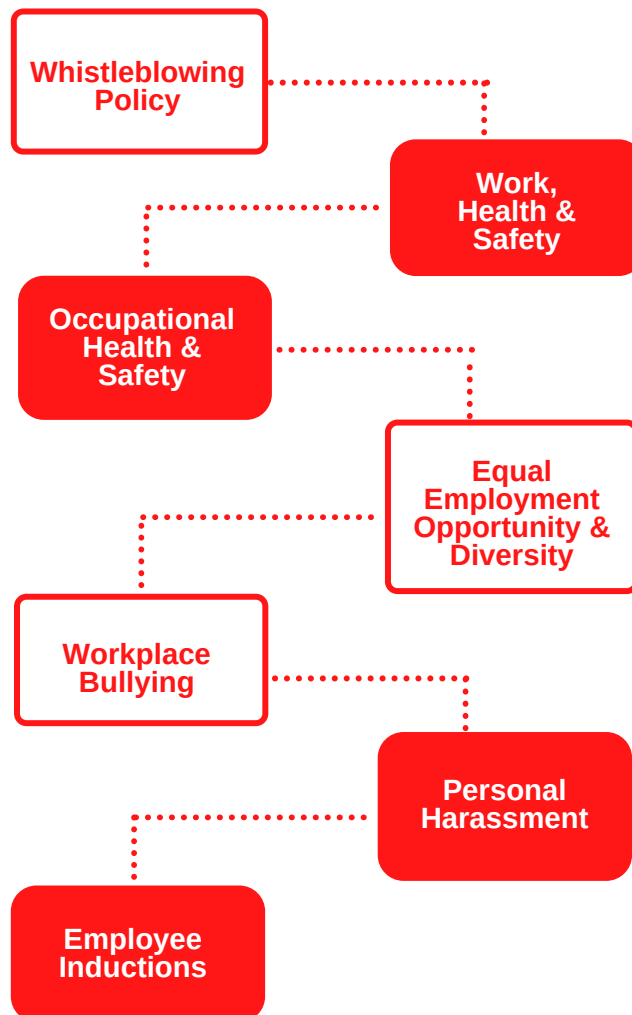 Whistleblowing
Policy
Work,
Health &
Safety
Occupational
Health &
Safety
Equal
Employment
Opportunity &
Diversity
Workplace
Bullying
Personal
Harassment
Employee
Inductions